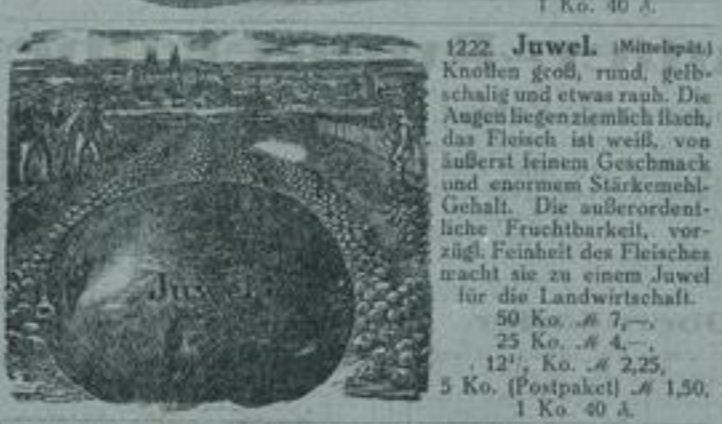 1 Ko. 40 ₰.
1222. Juwel. (Mittelspät.)
Knollen groß, rund, gelb-
schalig und etwas rauh. Die
Augen liegen ziemlich flach,
das Fleisch ist weiß, von
äußerst feinem Geschmack
und enormem Stärkemehl-
Gehalt. Die außerordent-
liche Fruchtbarkeit, vor-
zügl. Feinheit des Fleisches
macht sie zu einem Juwel
für die Landwirtschaft.
50 Ko. ℳ 7,—,
25 Ko. ℳ 4,—,
12½ Ko. ℳ 2,25,
5 Ko. (Postpaket) ℳ 1,50,
1 Ko. 40 ₰.
Juwel.